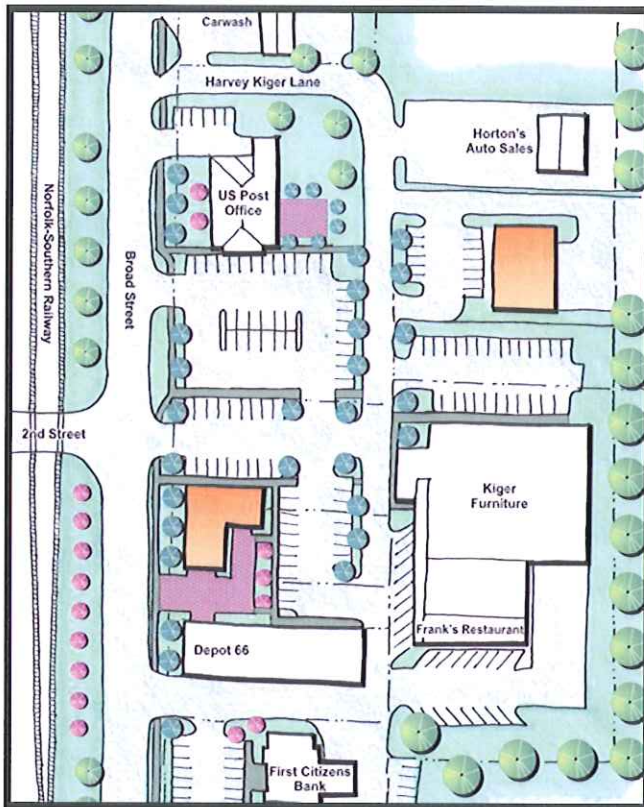 Carwash
Harvey Kiger Lane
Horton's
Auto Sales
US Post
Office
Norfolk-Southern Railway
Broad Street
2nd Street
Kiger
Furniture
Frank's Restaurant
Depot 66
First Citizens
Bank